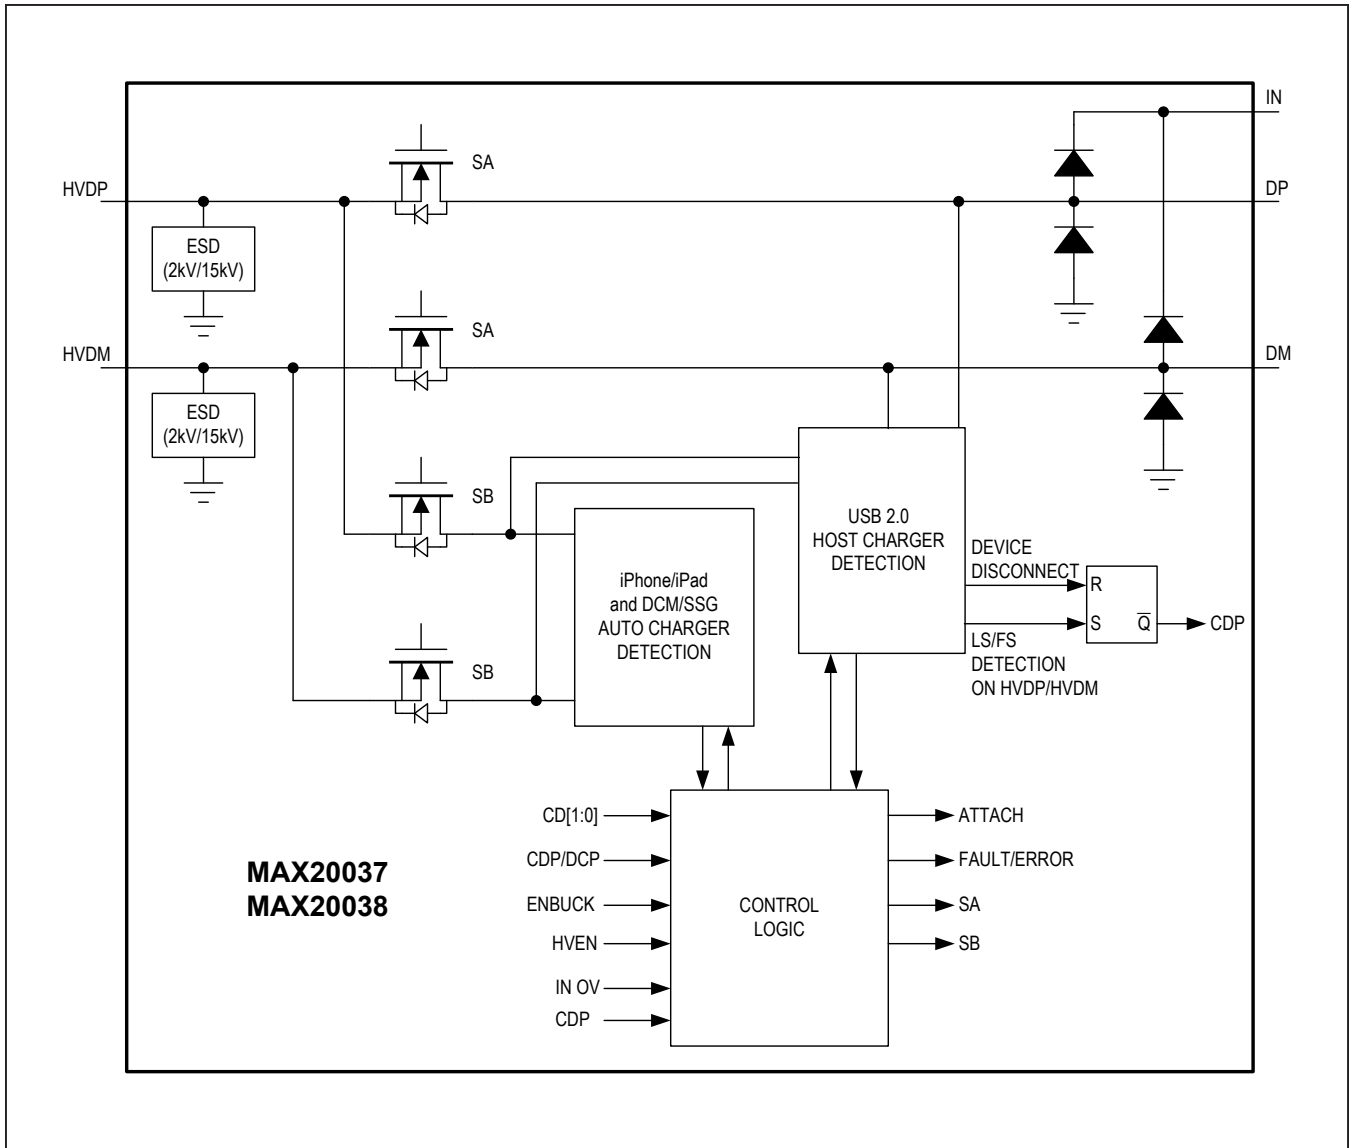 IN
SA
HVDP
DP
ESD
(2kV/15kV)
SA
HVDM
DM
ESD
(2kV/15kV)
SB
USB 2.0
HOST CHARGER
DETECTION
DEVICE
DISCONNECT
iPhone/iPad
and DCM/SSG
AUTO CHARGER
DETECTION
R
S
Q̅
CDP
LS/FS
DETECTION
ON HVDP/HVDM
SB
CD[1:0]
CDP/DCP
ENBUCK
HVEN
IN OV
CDP
CONTROL
LOGIC
ATTACH
FAULT/ERROR
SA
SB
MAX20037
MAX20038